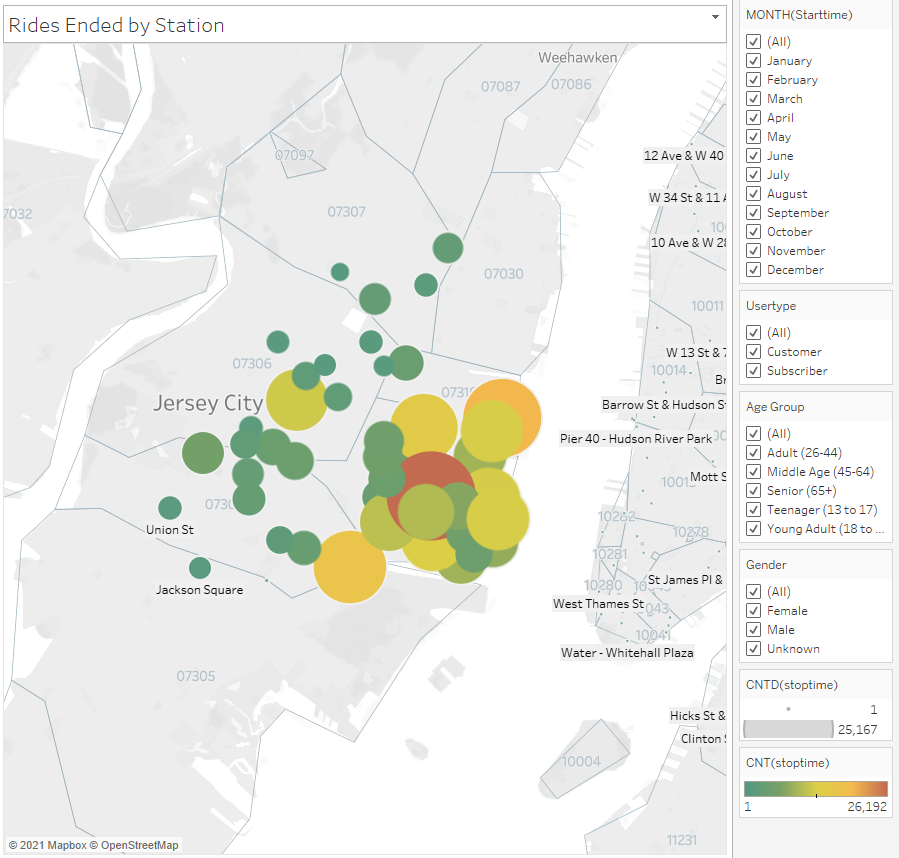 Rides Ended by Station
Weehawken
07087
07086
12 Ave & W 40
07097
W 34 St & 11
07032
07307
10 Ave & W 28
07030
10011
07306
W 13 St & 7
10014
Jersey City
Barrow St & Hudson St
Pier 40 - Hudson River Park
Mott S
Union St
10282
10278
10281
Jackson Square
10280
St James Pl &
West Thames St
10041
Water - Whitehall Plaza
07305
Hicks St &
Clinton
10004
11231
© 2021 Mapbox © OpenStreetMap
MONTH(Starttime)
(All)
January
February
March
April
May
June
July
August
September
October
November
December
Usertype
(All)
Customer
Subscriber
Age Group
(All)
Adult (26-44)
Middle Age (45-64)
Senior (65+)
Teenager (13 to 17)
Young Adult (18 to ...
Gender
(All)
Female
Male
Unknown
CNTD(stoptime)
1
25,167
CNT(stoptime)
1
26,192